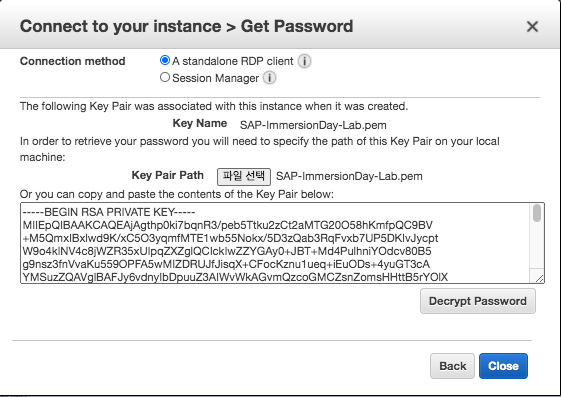 Connect to your instance > Get Password
Connection method
A standalone RDP client
Session Manager
The following Key Pair was associated with this instance when it was created.
Key Name SAP-ImmersionDay-Lab.pem
In order to retrieve your password you will need to specify the path of this Key Pair on your local
machine:
Key Pair Path 파일 선택 SAP-ImmersionDay-Lab.pem
Or you can copy and paste the contents of the Key Pair below:
-----BEGIN RSA PRIVATE KEY-----
Decrypt Password
Back Close